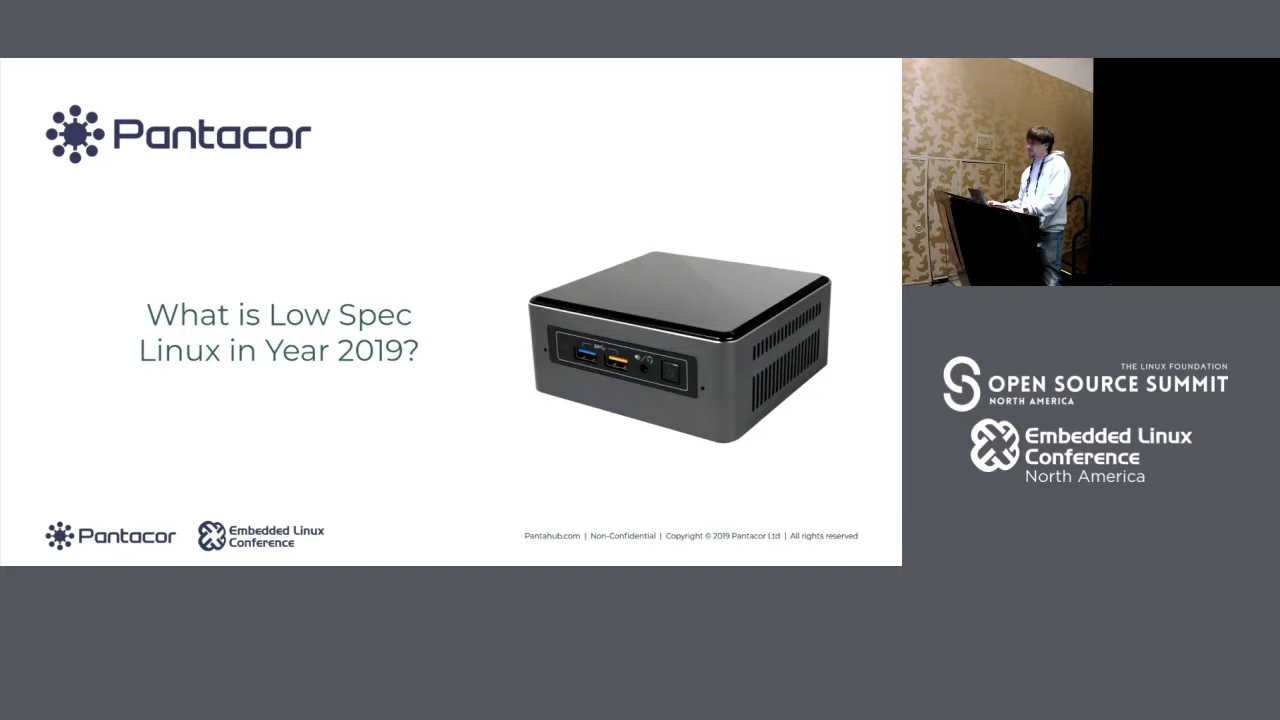 Pantacor
What is Low Spec
Linux in Year 2019?
Pantacor
Embedded Linux
Conference
Pantahub.com | Non-Confidential | Copyright © 2019 Pantacor Ltd | All rights reserved
THE LINUX FOUNDATION
OPEN SOURCE SUMMIT
NORTH AMERICA
Embedded Linux
Conference
North America